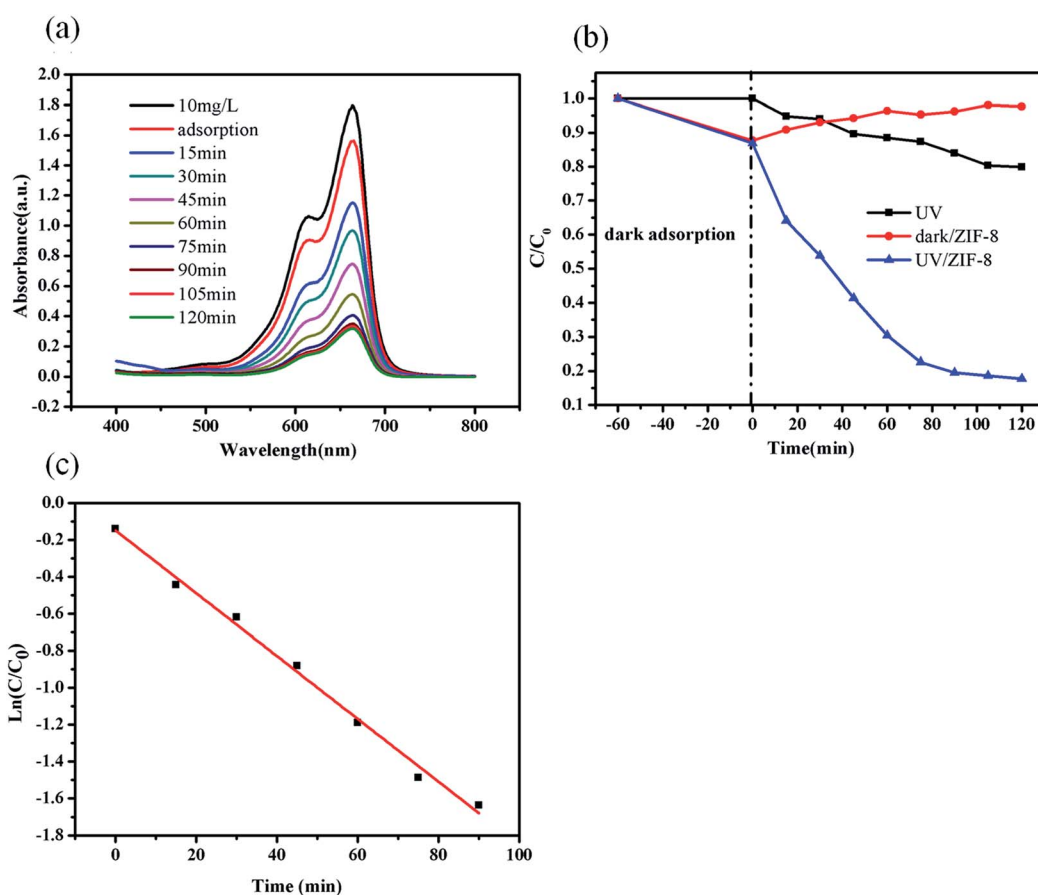 (a)
Absorbance(a.u.)
2.0
1.8
1.6
1.4
1.2
1.0
0.8
0.6
0.4
0.2
0.0
-0.2
10mg/L
adsorption
15min
30min
45min
60min
75min
90min
105min
120min
400
500
600
700
800
Wavelength(nm)
(b)
C/C0
1.0
0.9
0.8
0.7
0.6
0.5
0.4
0.3
0.2
0.1
dark adsorption
UV
dark/ZIF-8
UV/ZIF-8
-60
-40
-20
0
20
40
60
80
100
120
Time(min)
(c)
Ln(C/C0)
0.0
-0.2
-0.4
-0.6
-0.8
-1.0
-1.2
-1.4
-1.6
-1.8
0
20
40
60
80
100
Time (min)